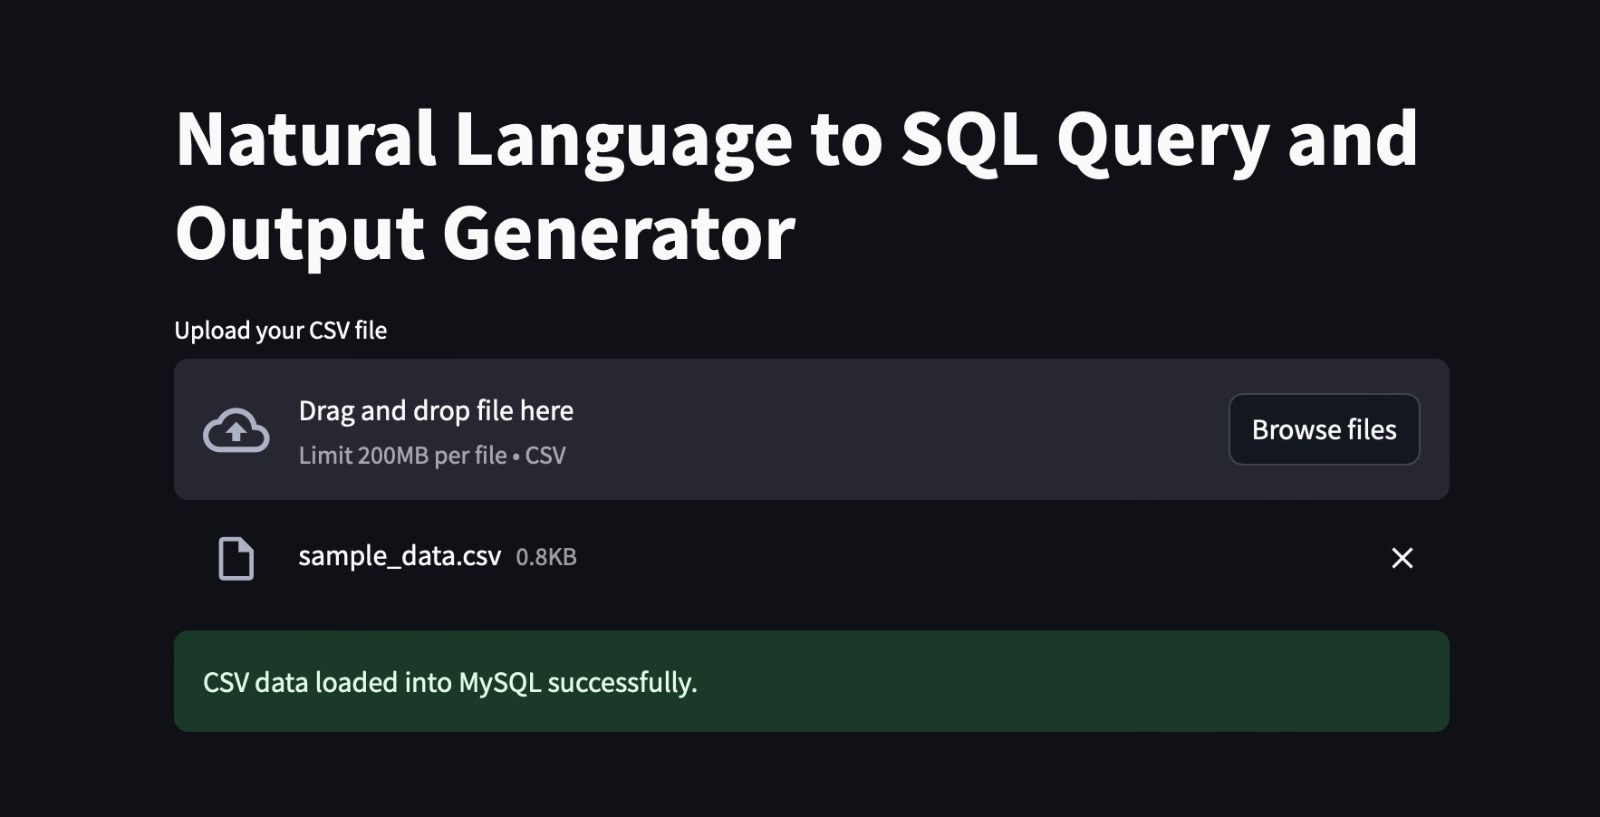 Natural Language to SQL Query and
Output Generator
Upload your CSV file
Drag and drop file here
Limit 200MB per file • CSV
Browse files
sample_data.csv 0.8KB
CSV data loaded into MySQL successfully.